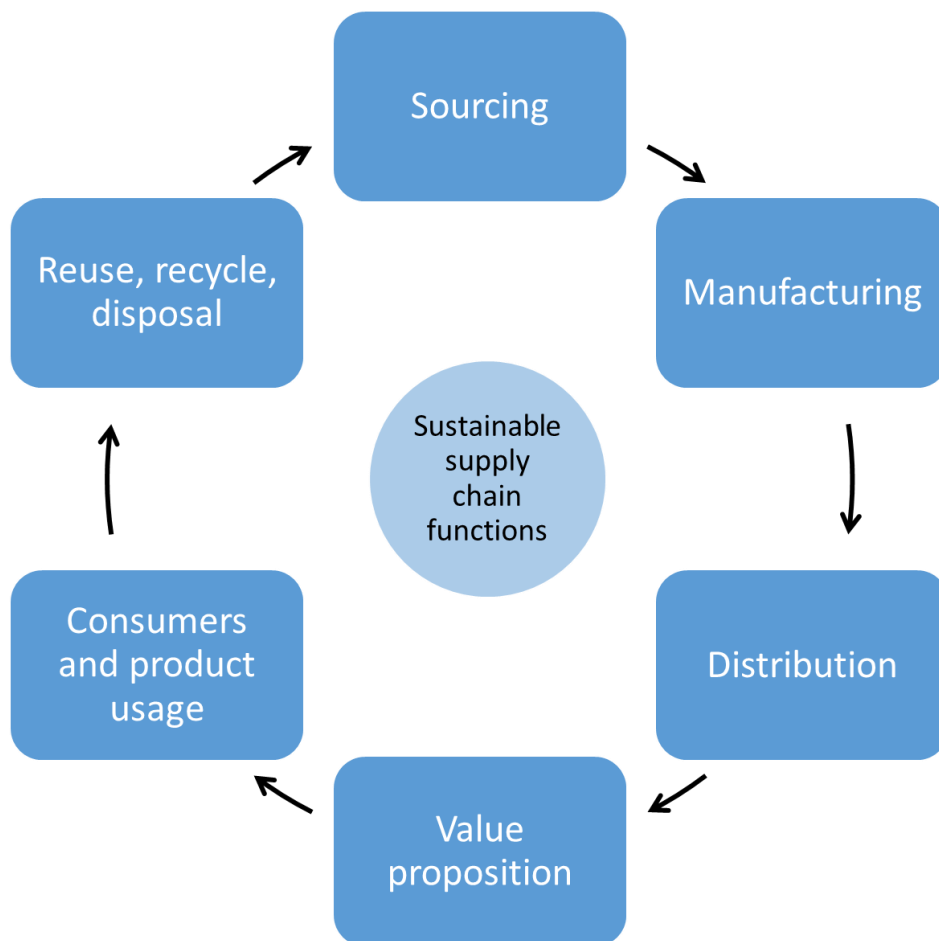 Sourcing
Manufacturing
Distribution
Value
proposition
Consumers
and product
usage
Reuse, recycle,
disposal
Sustainable
supply
chain
functions